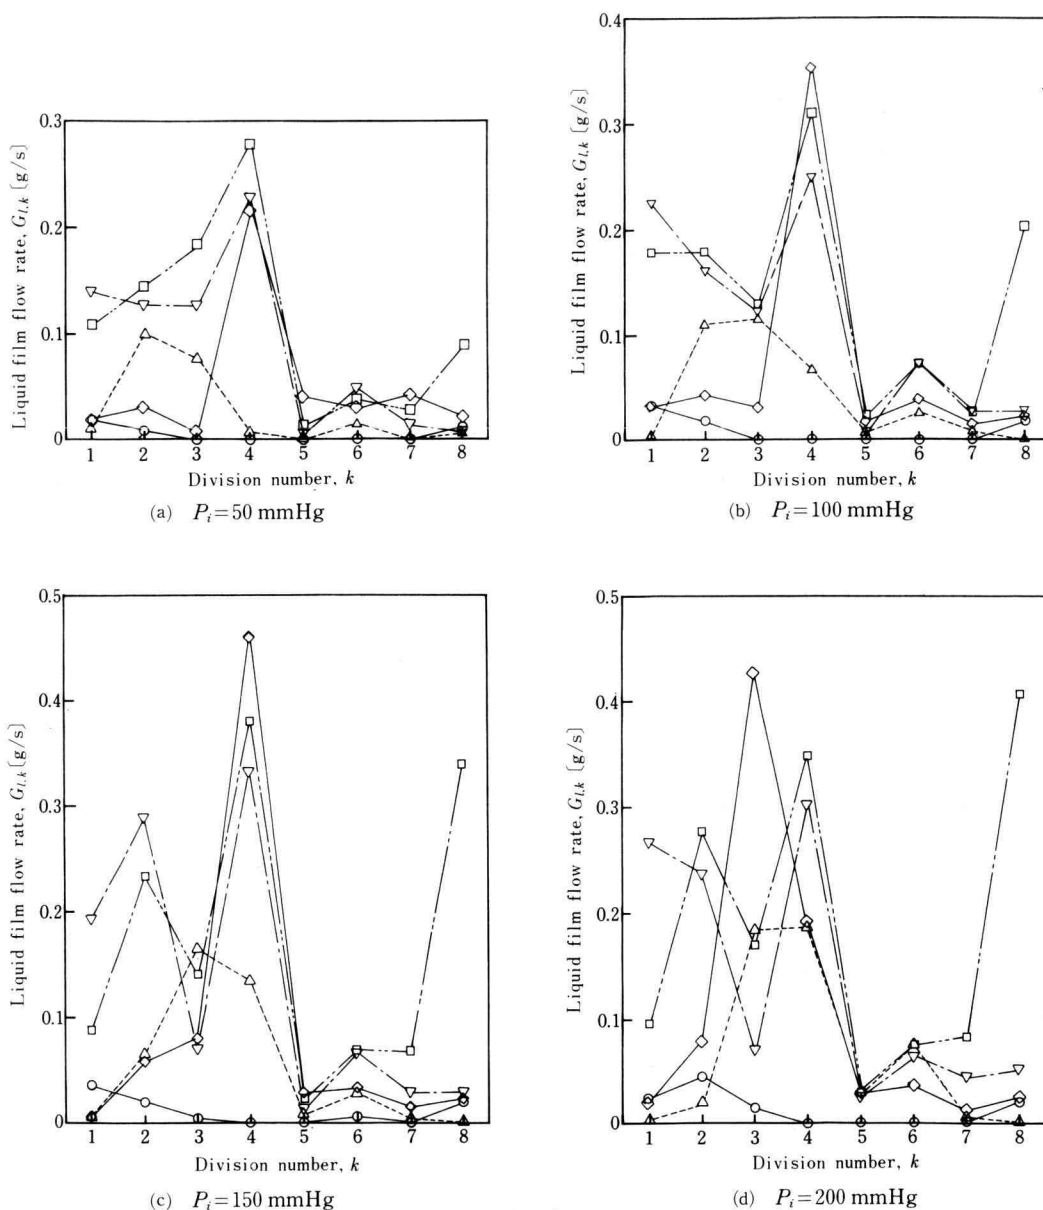 0.3
0.2
0.1
0
Liquid film flow rate, G_{l,k} [g/s]
1 2 3 4 5 6 7 8
Division number, k
(a) P_i=50 mmHg
0.4
0.3
0.2
0.1
0
Liquid film flow rate, G_{l,k} [g/s]
1 2 3 4 5 6 7 8
Division number, k
(b) P_i=100 mmHg
0.5
0.4
0.3
0.2
0.1
0
Liquid film flow rate, G_{l,k} [g/s]
1 2 3 4 5 6 7 8
Division number, k
(c) P_i=150 mmHg
0.5
0.4
0.3
0.2
0.1
0
Liquid film flow rate, G_{l,k} [g/s]
1 2 3 4 5 6 7 8
Division number, k
(d) P_i=200 mmHg